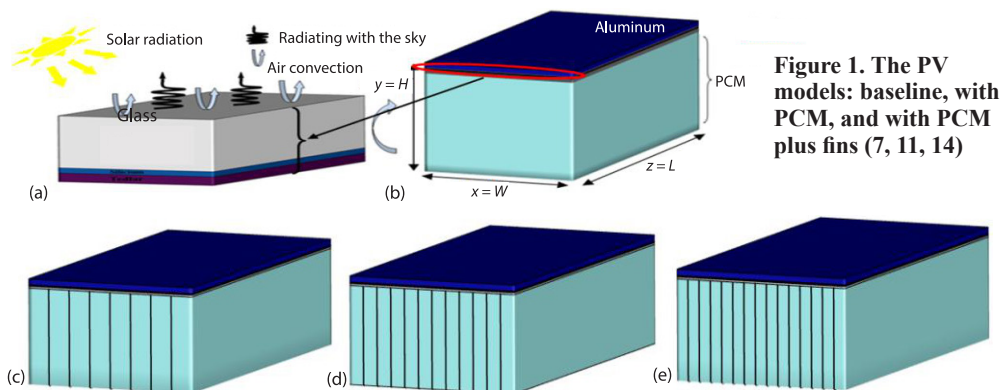 Solar radiation
Radiating with the sky
Air convection
Glass
Tedlar
(a)
Aluminum
y = H
PCM
z = L
x = W
(b)
Figure 1. The PV
models: baseline, with
PCM, and with PCM
plus fins (7, 11, 14)
(c)
(d)
(e)